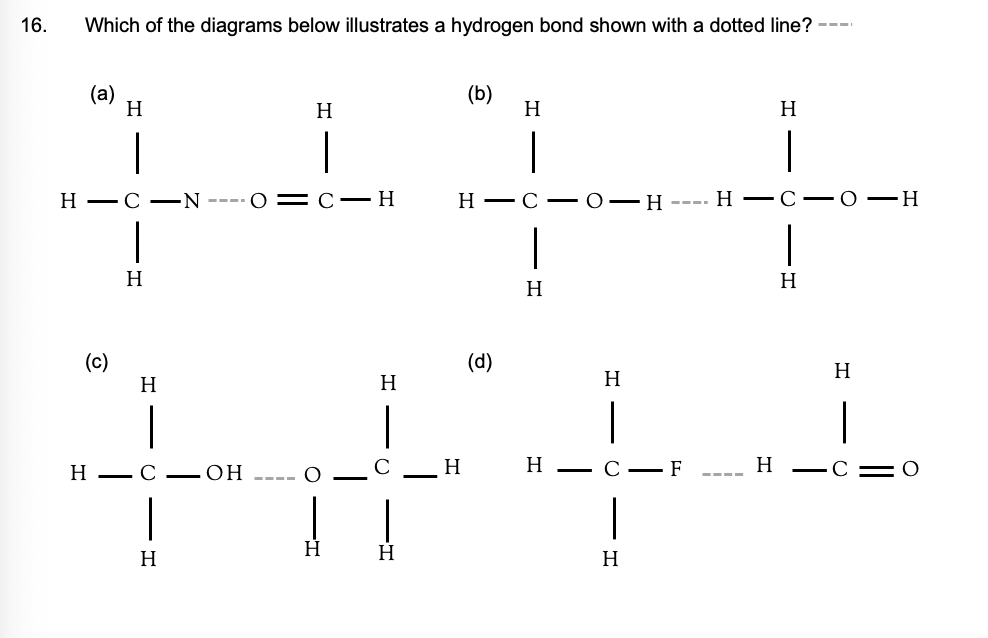 16. Which of the diagrams below illustrates a hydrogen bond shown with a dotted line?
(a) (b)
H H H H
H C N O C H H C O H H C O H
H H H H
(c) (d)
H H H H
H C OH O C H H C F H C O
H H H H